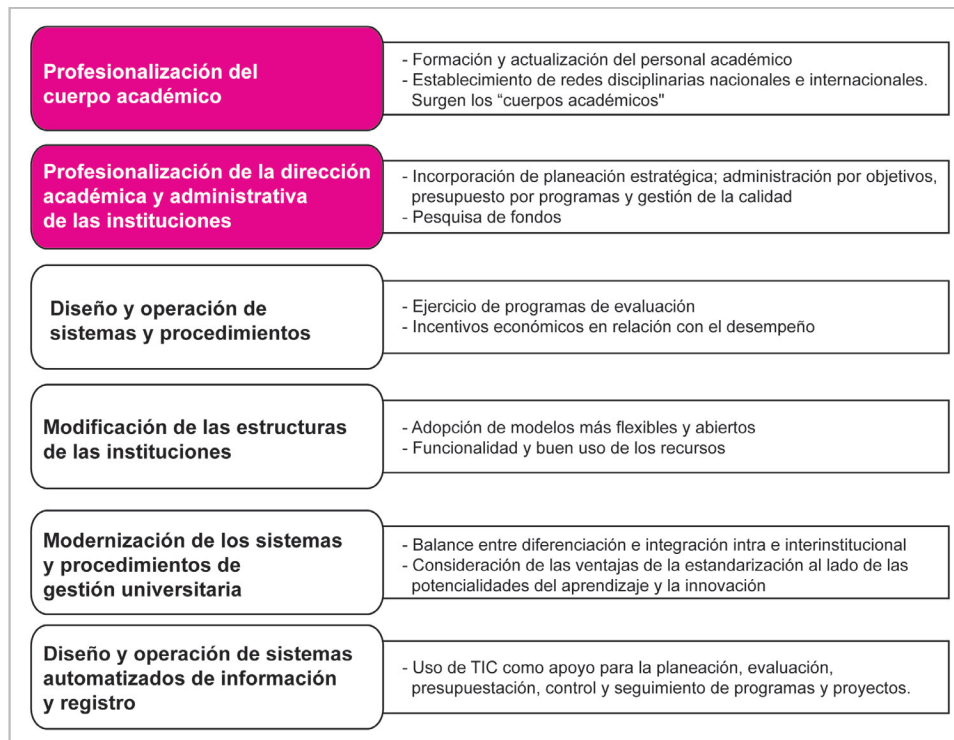 Profesionalización del
cuerpo académico
- Formación y actualización del personal académico
- Establecimiento de redes disciplinarias nacionales e internacionales.
Surgen los “cuerpos académicos"
Profesionalización de la dirección
académica y administrativa
de las instituciones
- Incorporación de planeación estratégica; administración por objetivos,
presupuesto por programas y gestión de la calidad
- Pesquisa de fondos
Diseño y operación de
sistemas y procedimientos
- Ejercicio de programas de evaluación
- Incentivos económicos en relación con el desempeño
Modificación de las estructuras
de las instituciones
- Adopción de modelos más flexibles y abiertos
- Funcionalidad y buen uso de los recursos
Modernización de los sistemas
y procedimientos de
gestión universitaria
- Balance entre diferenciación e integración intra e interinstitucional
- Consideración de las ventajas de la estandarización al lado de las
potencialidades del aprendizaje y la innovación
Diseño y operación de sistemas
automatizados de información
y registro
- Uso de TIC como apoyo para la planeación, evaluación,
presupuestación, control y seguimiento de programas y proyectos.